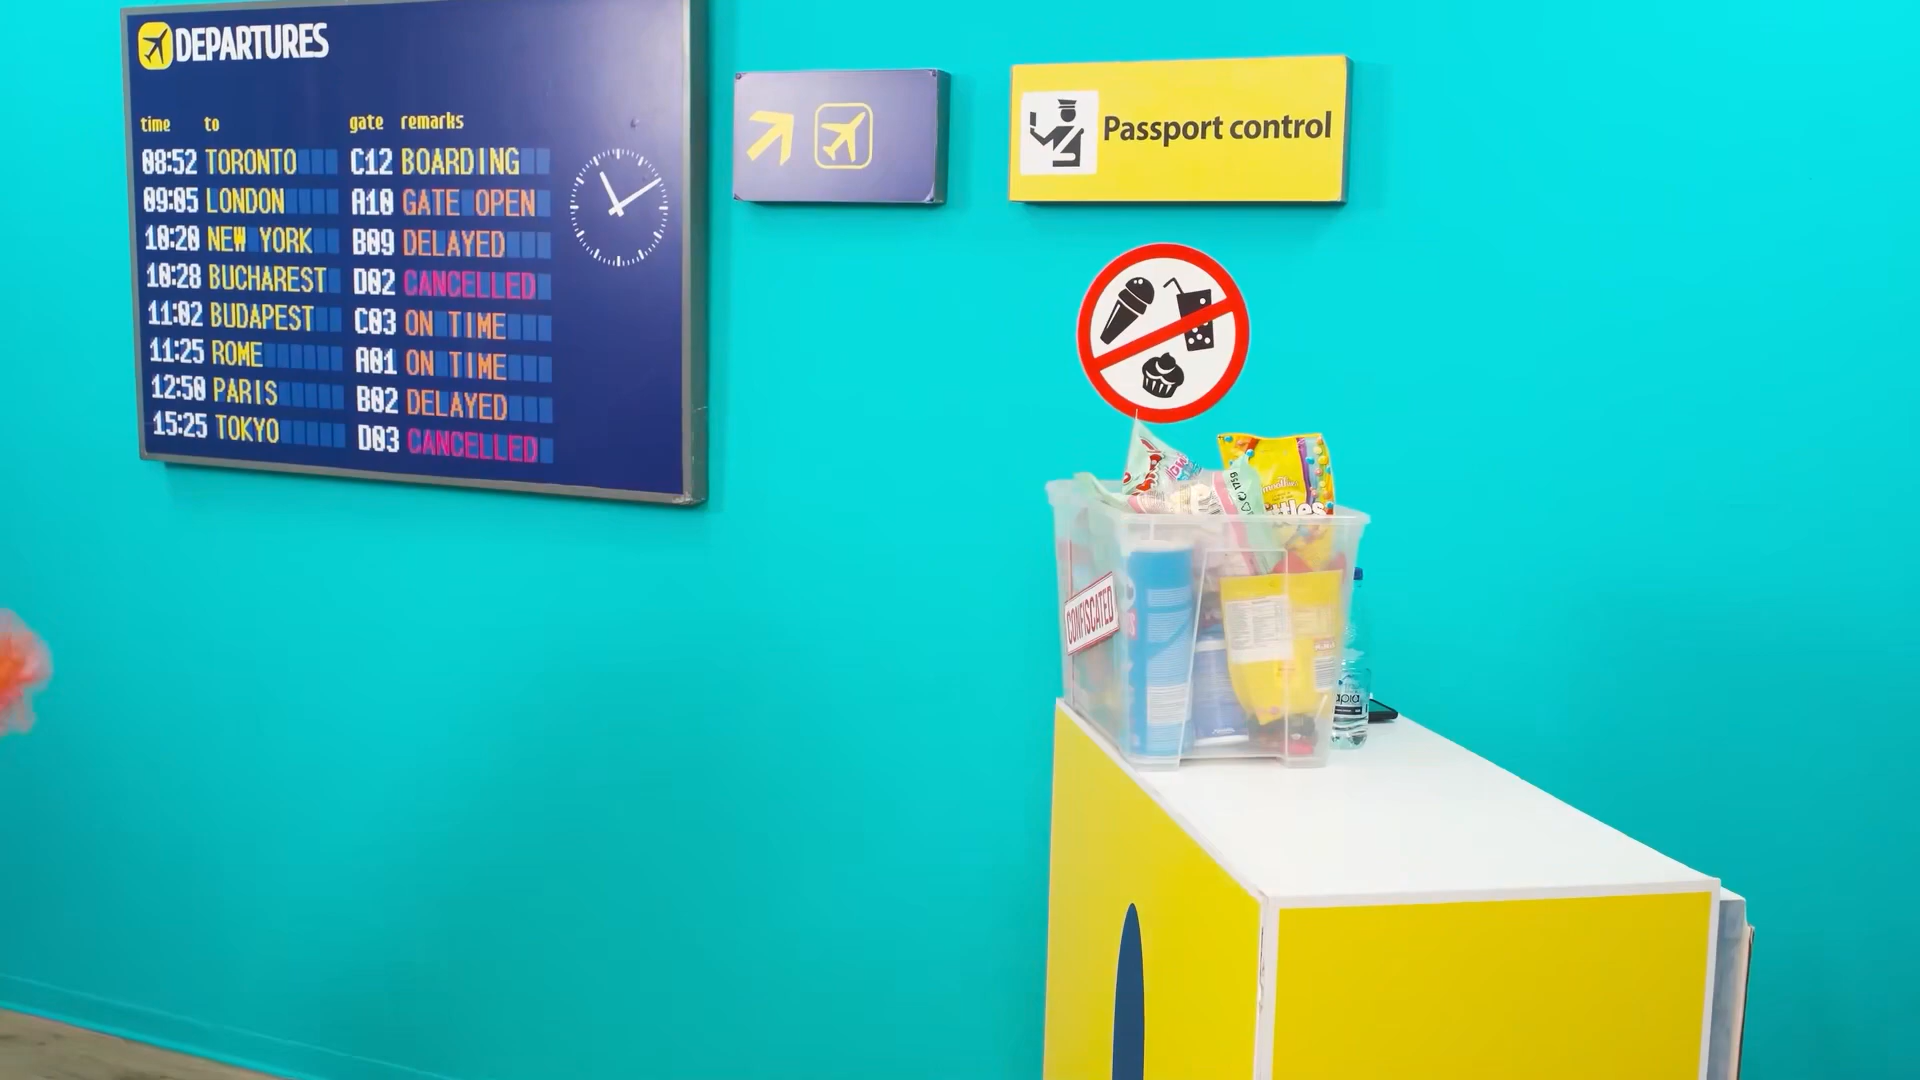 DEPARTURES
time to gate remarks
08:52 TORONTO C12 BOARDING
09:05 LONDON A10 GATE OPEN
10:20 NEW YORK B09 DELAYED
10:28 BUCHAREST D02 CANCELLED
11:02 BUDAPEST C03 ON TIME
11:25 ROME A01 ON TIME
12:50 PARIS B02 DELAYED
15:25 TOKYO D03 CANCELLED
Passport control
175g
CONFISCATED